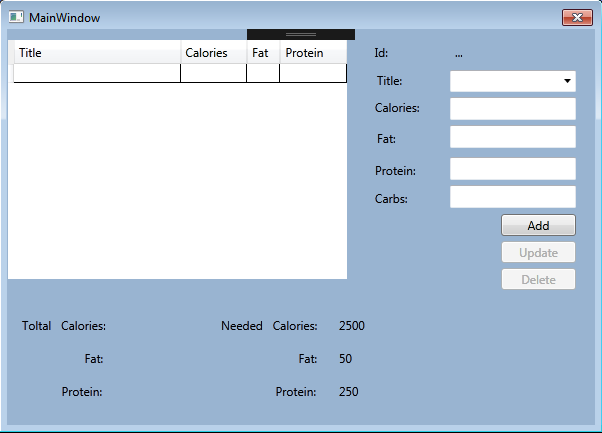 MainWindow
Title Calories Fat Protein
Id: ...
Title:
Calories:
Fat:
Protein:
Carbs:
Add
Update
Delete
Toltal Calories: Needed Calories: 2500
Fat: Fat: 50
Protein: Protein: 250